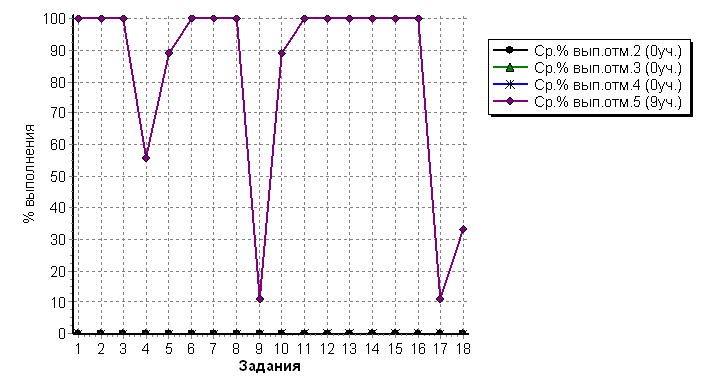 100
90
80
70
60
50
40
30
20
10
0
% выполнения
1 2 3 4 5 6 7 8 9 10 11 12 13 14 15 16 17 18
Задания
Ср.% вып.отм.2 (0уч.)
Ср.% вып.отм.3 (0уч.)
Ср.% вып.отм.4 (0уч.)
Ср.% вып.отм.5 (9уч.)